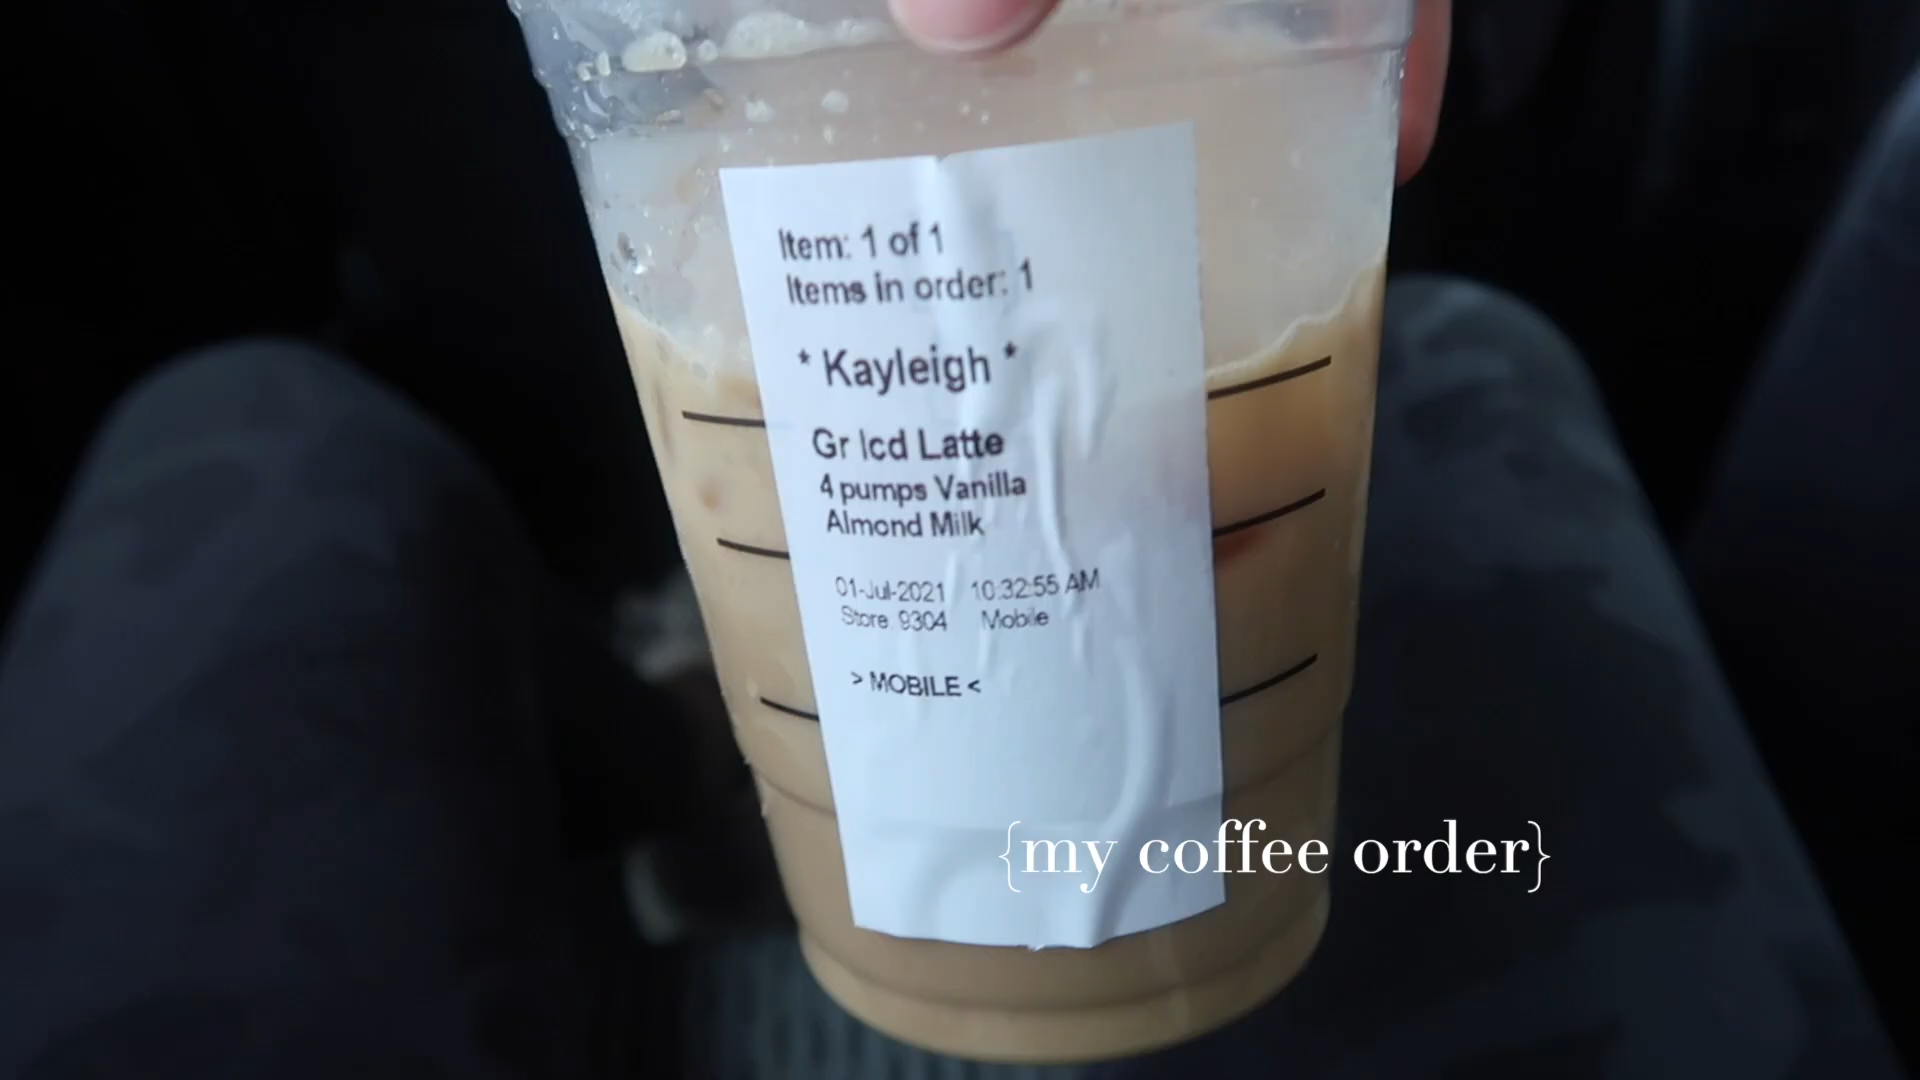 Item: 1 of 1
Items in order: 1
* Kayleigh *
Gr Icd Latte
4 pumps Vanilla
Almond Milk
01-Jul-2021 10:32:55 AM
Store 9304 Mobile
> MOBILE <
{my coffee order}